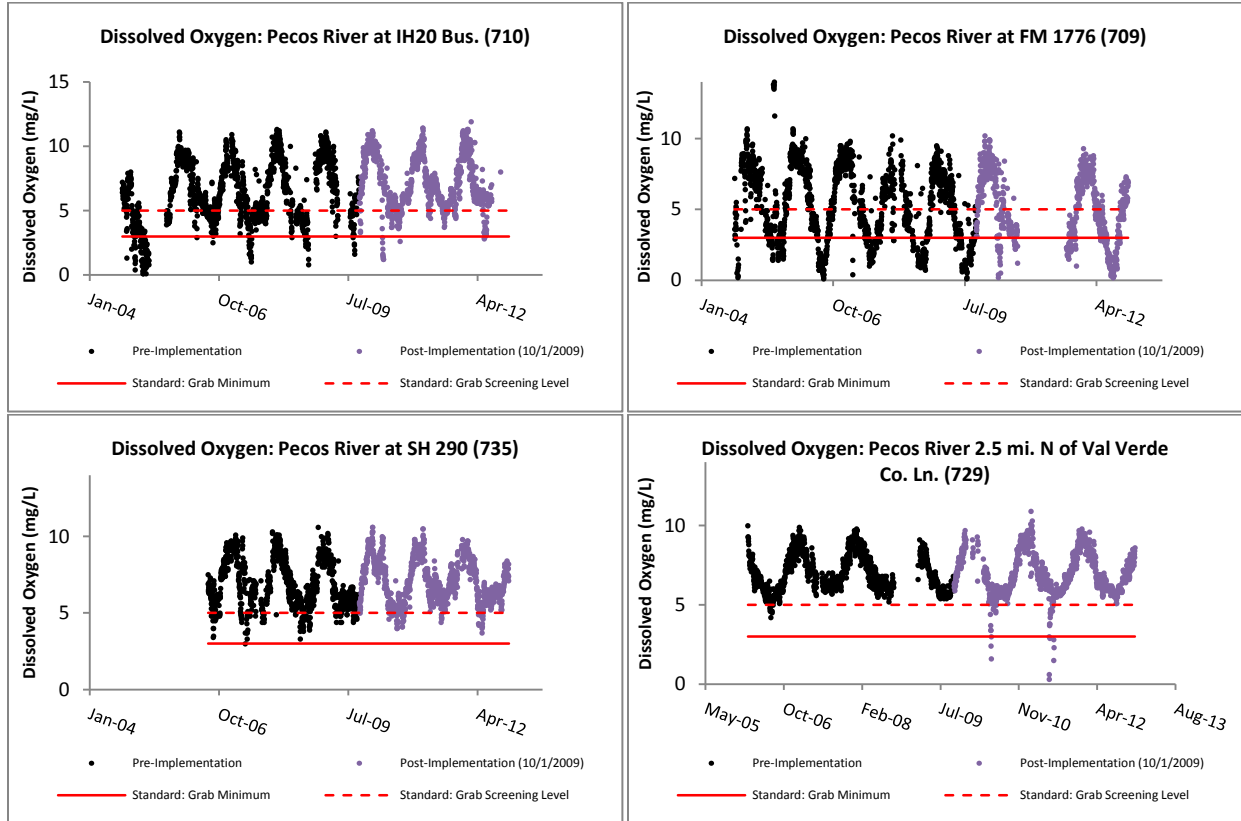 Dissolved Oxygen: Pecos River at IH20 Bus. (710)
Dissolved Oxygen (mg/L)
15
10
5
0
Jan-04
Oct-06
Jul-09
Apr-12
Pre-Implementation
Post-Implementation (10/1/2009)
Standard: Grab Minimum
Standard: Grab Screening Level
Dissolved Oxygen: Pecos River at FM 1776 (709)
Dissolved Oxygen (mg/L)
10
5
0
Jan-04
Oct-06
Jul-09
Apr-12
Pre-Implementation
Post-Implementation (10/1/2009)
Standard: Grab Minimum
Standard: Grab Screening Level
Dissolved Oxygen: Pecos River at SH 290 (735)
Dissolved Oxygen (mg/L)
10
5
0
Jan-04
Oct-06
Jul-09
Apr-12
Pre-Implementation
Post-Implementation (10/1/2009)
Standard: Grab Minimum
Standard: Grab Screening Level
Dissolved Oxygen: Pecos River 2.5 mi. N of Val Verde
Co. Ln. (729)
Dissolved Oxygen (mg/L)
10
5
0
May-05
Oct-06
Feb-08
Jul-09
Nov-10
Apr-12
Aug-13
Pre-Implementation
Post-Implementation (10/1/2009)
Standard: Grab Minimum
Standard: Grab Screening Level